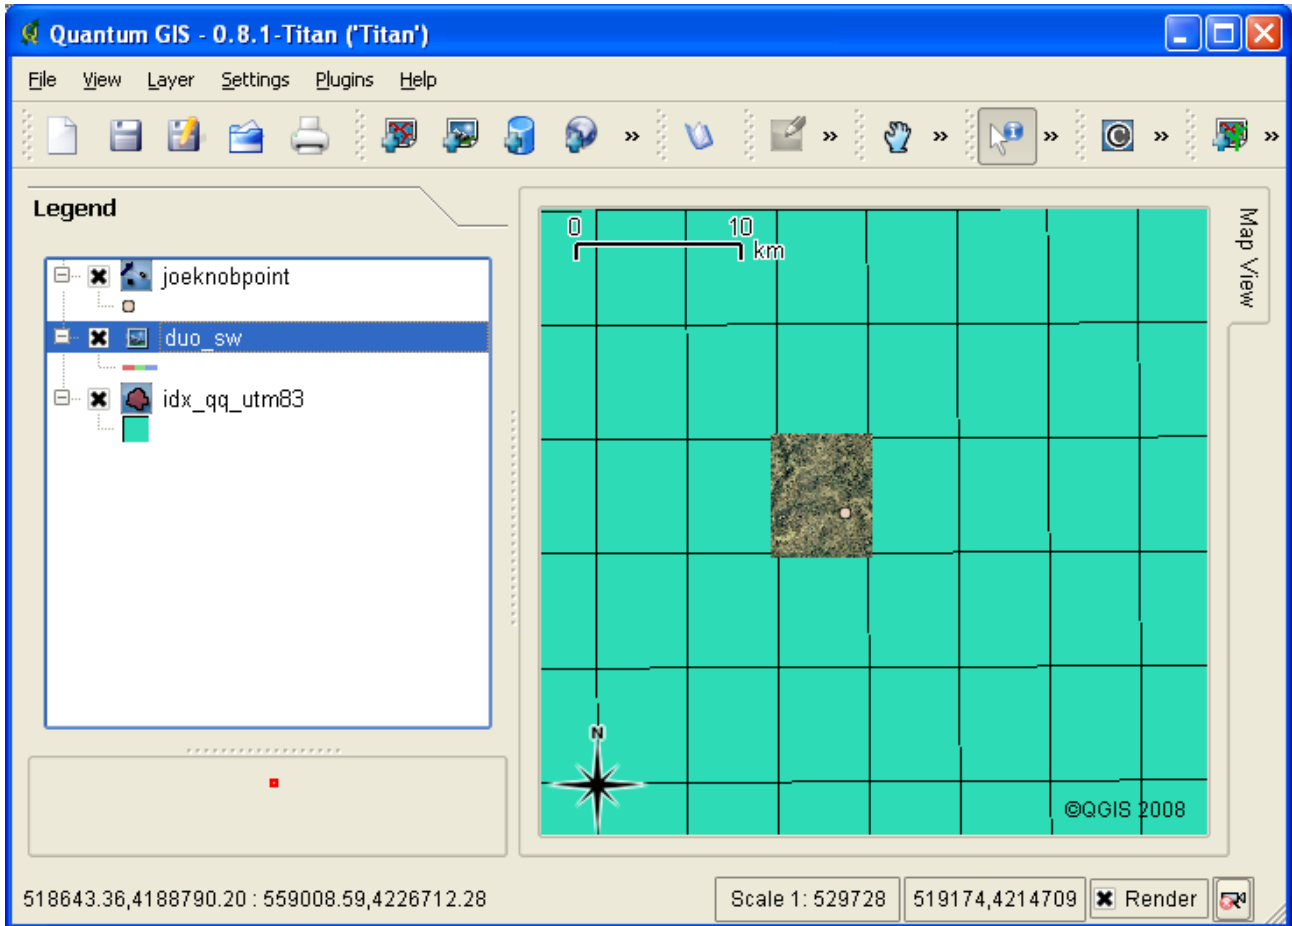 Quantum GIS - 0.8.1-Titan ('Titan')
File View Layer Settings Plugins Help
Legend
joeknobpoint
duo_sw
idx_qq_utm83
0 10
km
Map View
N
©QGIS 2008
518643.36,4188790.20 : 559008.59,4226712.28
Scale 1: 529728
519174,4214709
Render